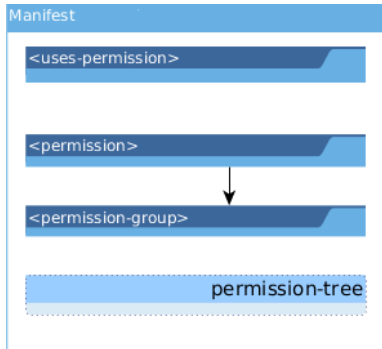 Manifest
<uses-permission>
<permission>
<permission-group>
permission-tree